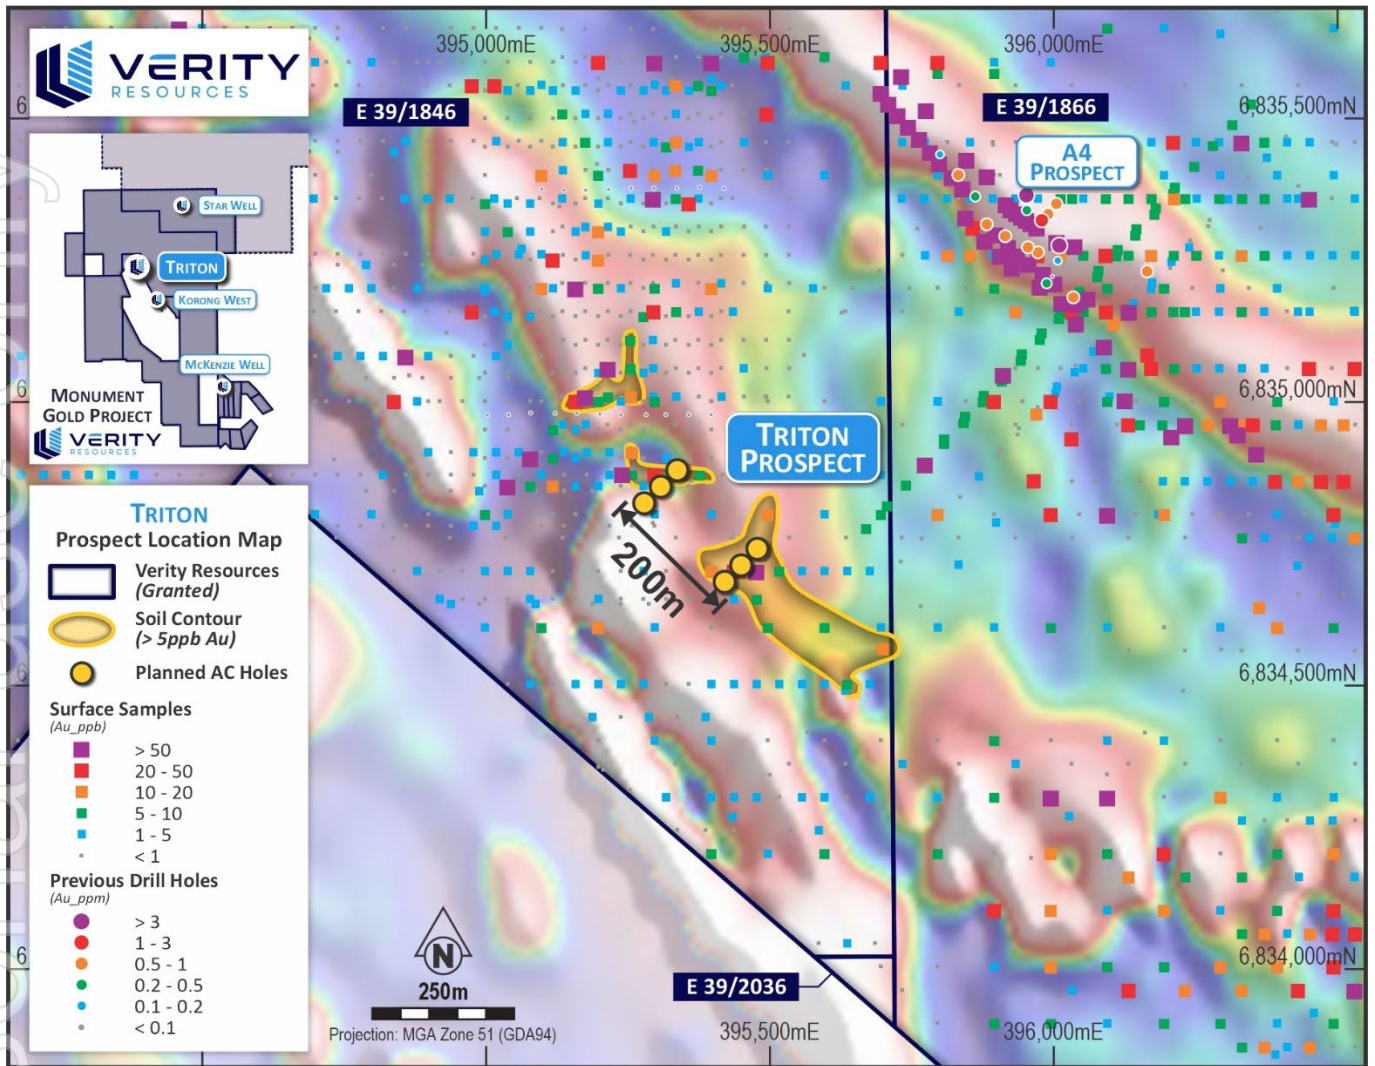 VERITY
RESOURCES
395,000mE
395,500mE
396,000mE
E 39/1846
E 39/1866
6,835,500mN
A4
PROSPECT
STAR WELL
TRITON
KORONG WEST
MCKENZIE WELL
MONUMENT
GOLD PROJECT
VERITY
RESOURCES
6,835,000mN
TRITON
PROSPECT
200m
6,834,500mN
TRITON
Prospect Location Map
Verity Resources
(Granted)
Soil Contour
(> 5ppb Au)
Planned AC Holes
Surface Samples
(Au_ppb)
> 50
20 - 50
10 - 20
5 - 10
1 - 5
< 1
Previous Drill Holes
(Au_ppm)
> 3
1 - 3
0.5 - 1
0.2 - 0.5
0.1 - 0.2
< 0.1
N
250m
Projection: MGA Zone 51 (GDA94)
E 39/2036
6,834,000mN
395,500mE
396,000mE